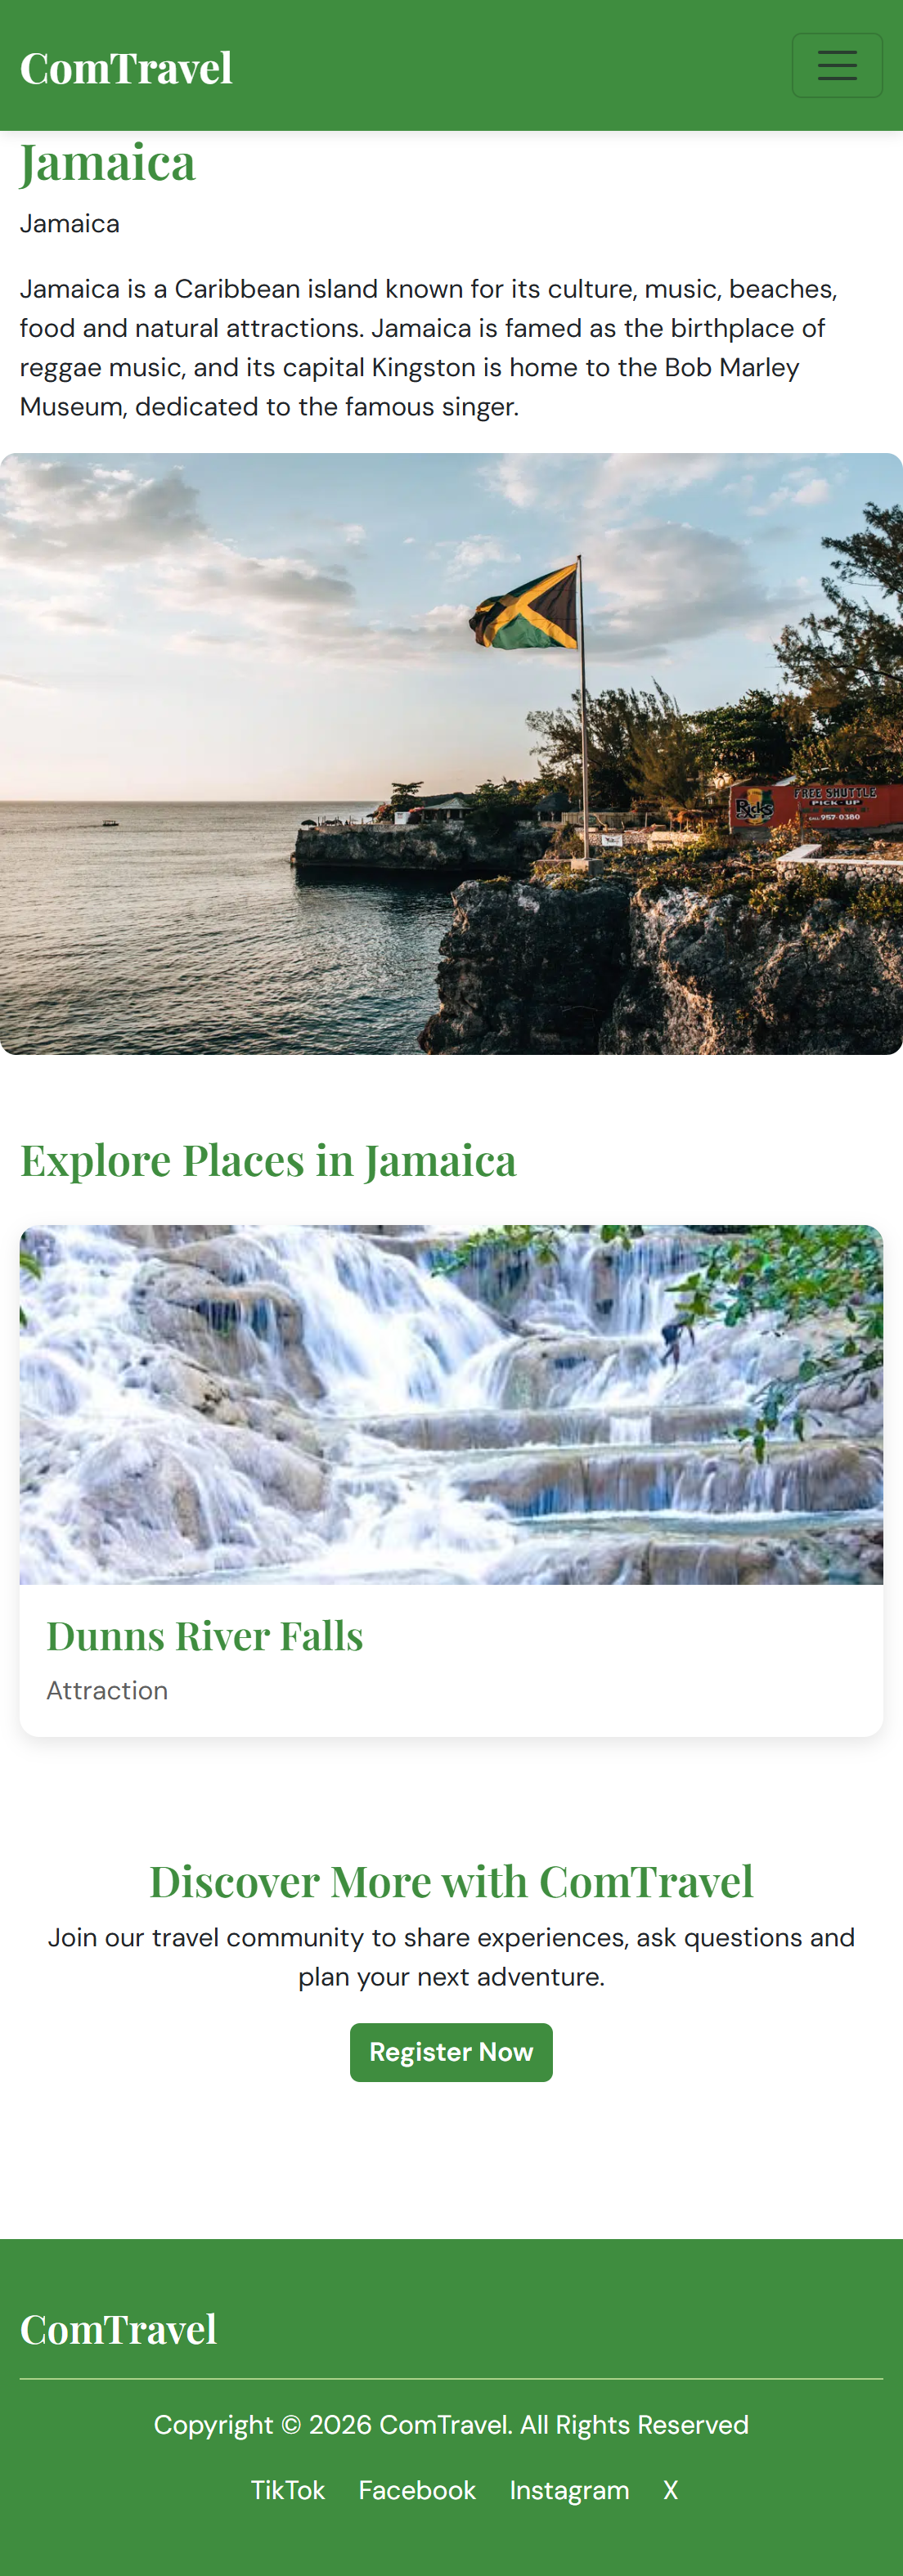 ComTravel
Jamaica
Jamaica
Jamaica is a Caribbean island known for its culture, music, beaches,
food and natural attractions. Jamaica is famed as the birthplace of
reggae music, and its capital Kingston is home to the Bob Marley
Museum, dedicated to the famous singer.
Rick's
FREE SHUTTLE
PICK-UP
957-0380
Explore Places in Jamaica
Dunns River Falls
Attraction
Discover More with ComTravel
Join our travel community to share experiences, ask questions and
plan your next adventure.
Register Now
ComTravel
Copyright © 2026 ComTravel. All Rights Reserved
TikTok Facebook Instagram X